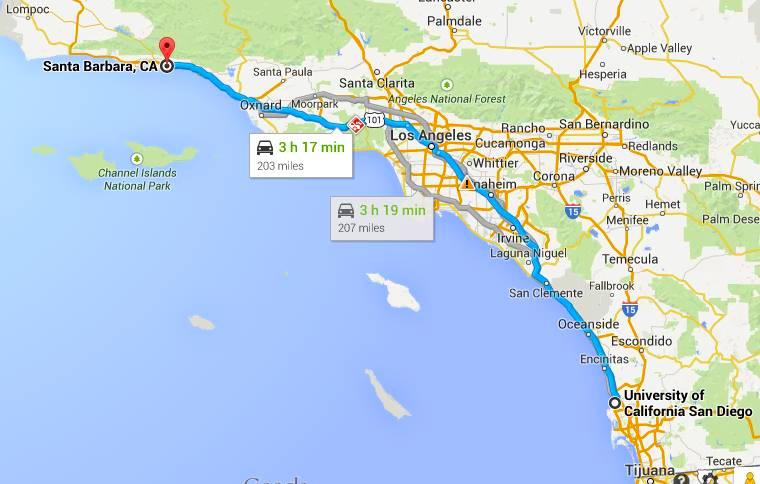 Lompoc
Lancaster
Palmdale
Victorville
Apple Valley
Hesperia
Santa Barbara, CA
Santa Paula
Santa Clarita
Moorpark
Angeles National Forest
Oxnard
101
Los Angeles
Rancho
Cucamonga
San Bernardino
Redlands
Yucca
Channel Islands
National Park
3 h 17 min
203 miles
Whittier
Riverside
Moreno Valley
Corona
Anaheim
Perris
Hemet
Palm Sprin
Palm Dese
Menifee
15
3 h 19 min
207 miles
Irvine
Laguna Niguel
Temecula
San Clemente
Fallbrook
15
Oceanside
Escondido
Encinitas
University of
California San Diego
Tecate
Tijuana
Google